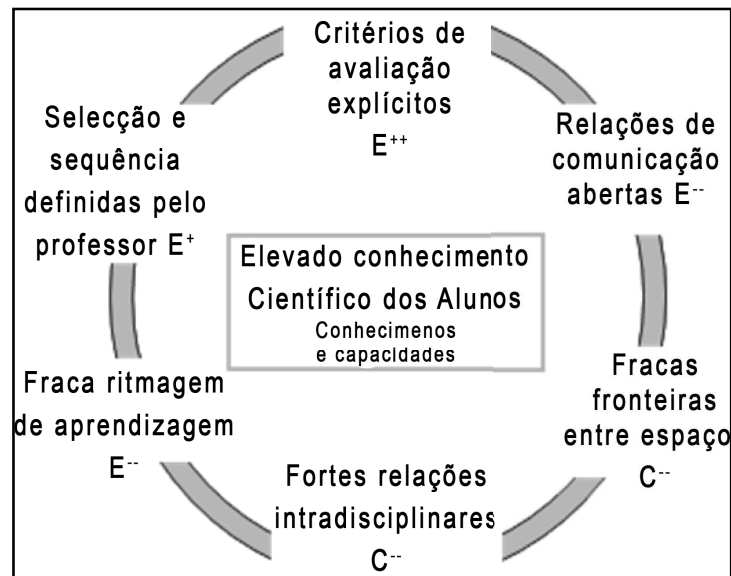 Critérios de
avaliação
explícitos
E⁺⁺
Relações de
comunicação
abertas E⁻⁻
Fracas
fronteiras
entre espaço
C⁻⁻
Fortes relações
intradisciplinares
C⁻⁻
Fraca ritmagem
de aprendizagem
E⁻⁻
Selecção e
sequência
definidas pelo
professor E⁺
Elevado conhecimento
Científico dos Alunos
Conhecimenos
e capacidades